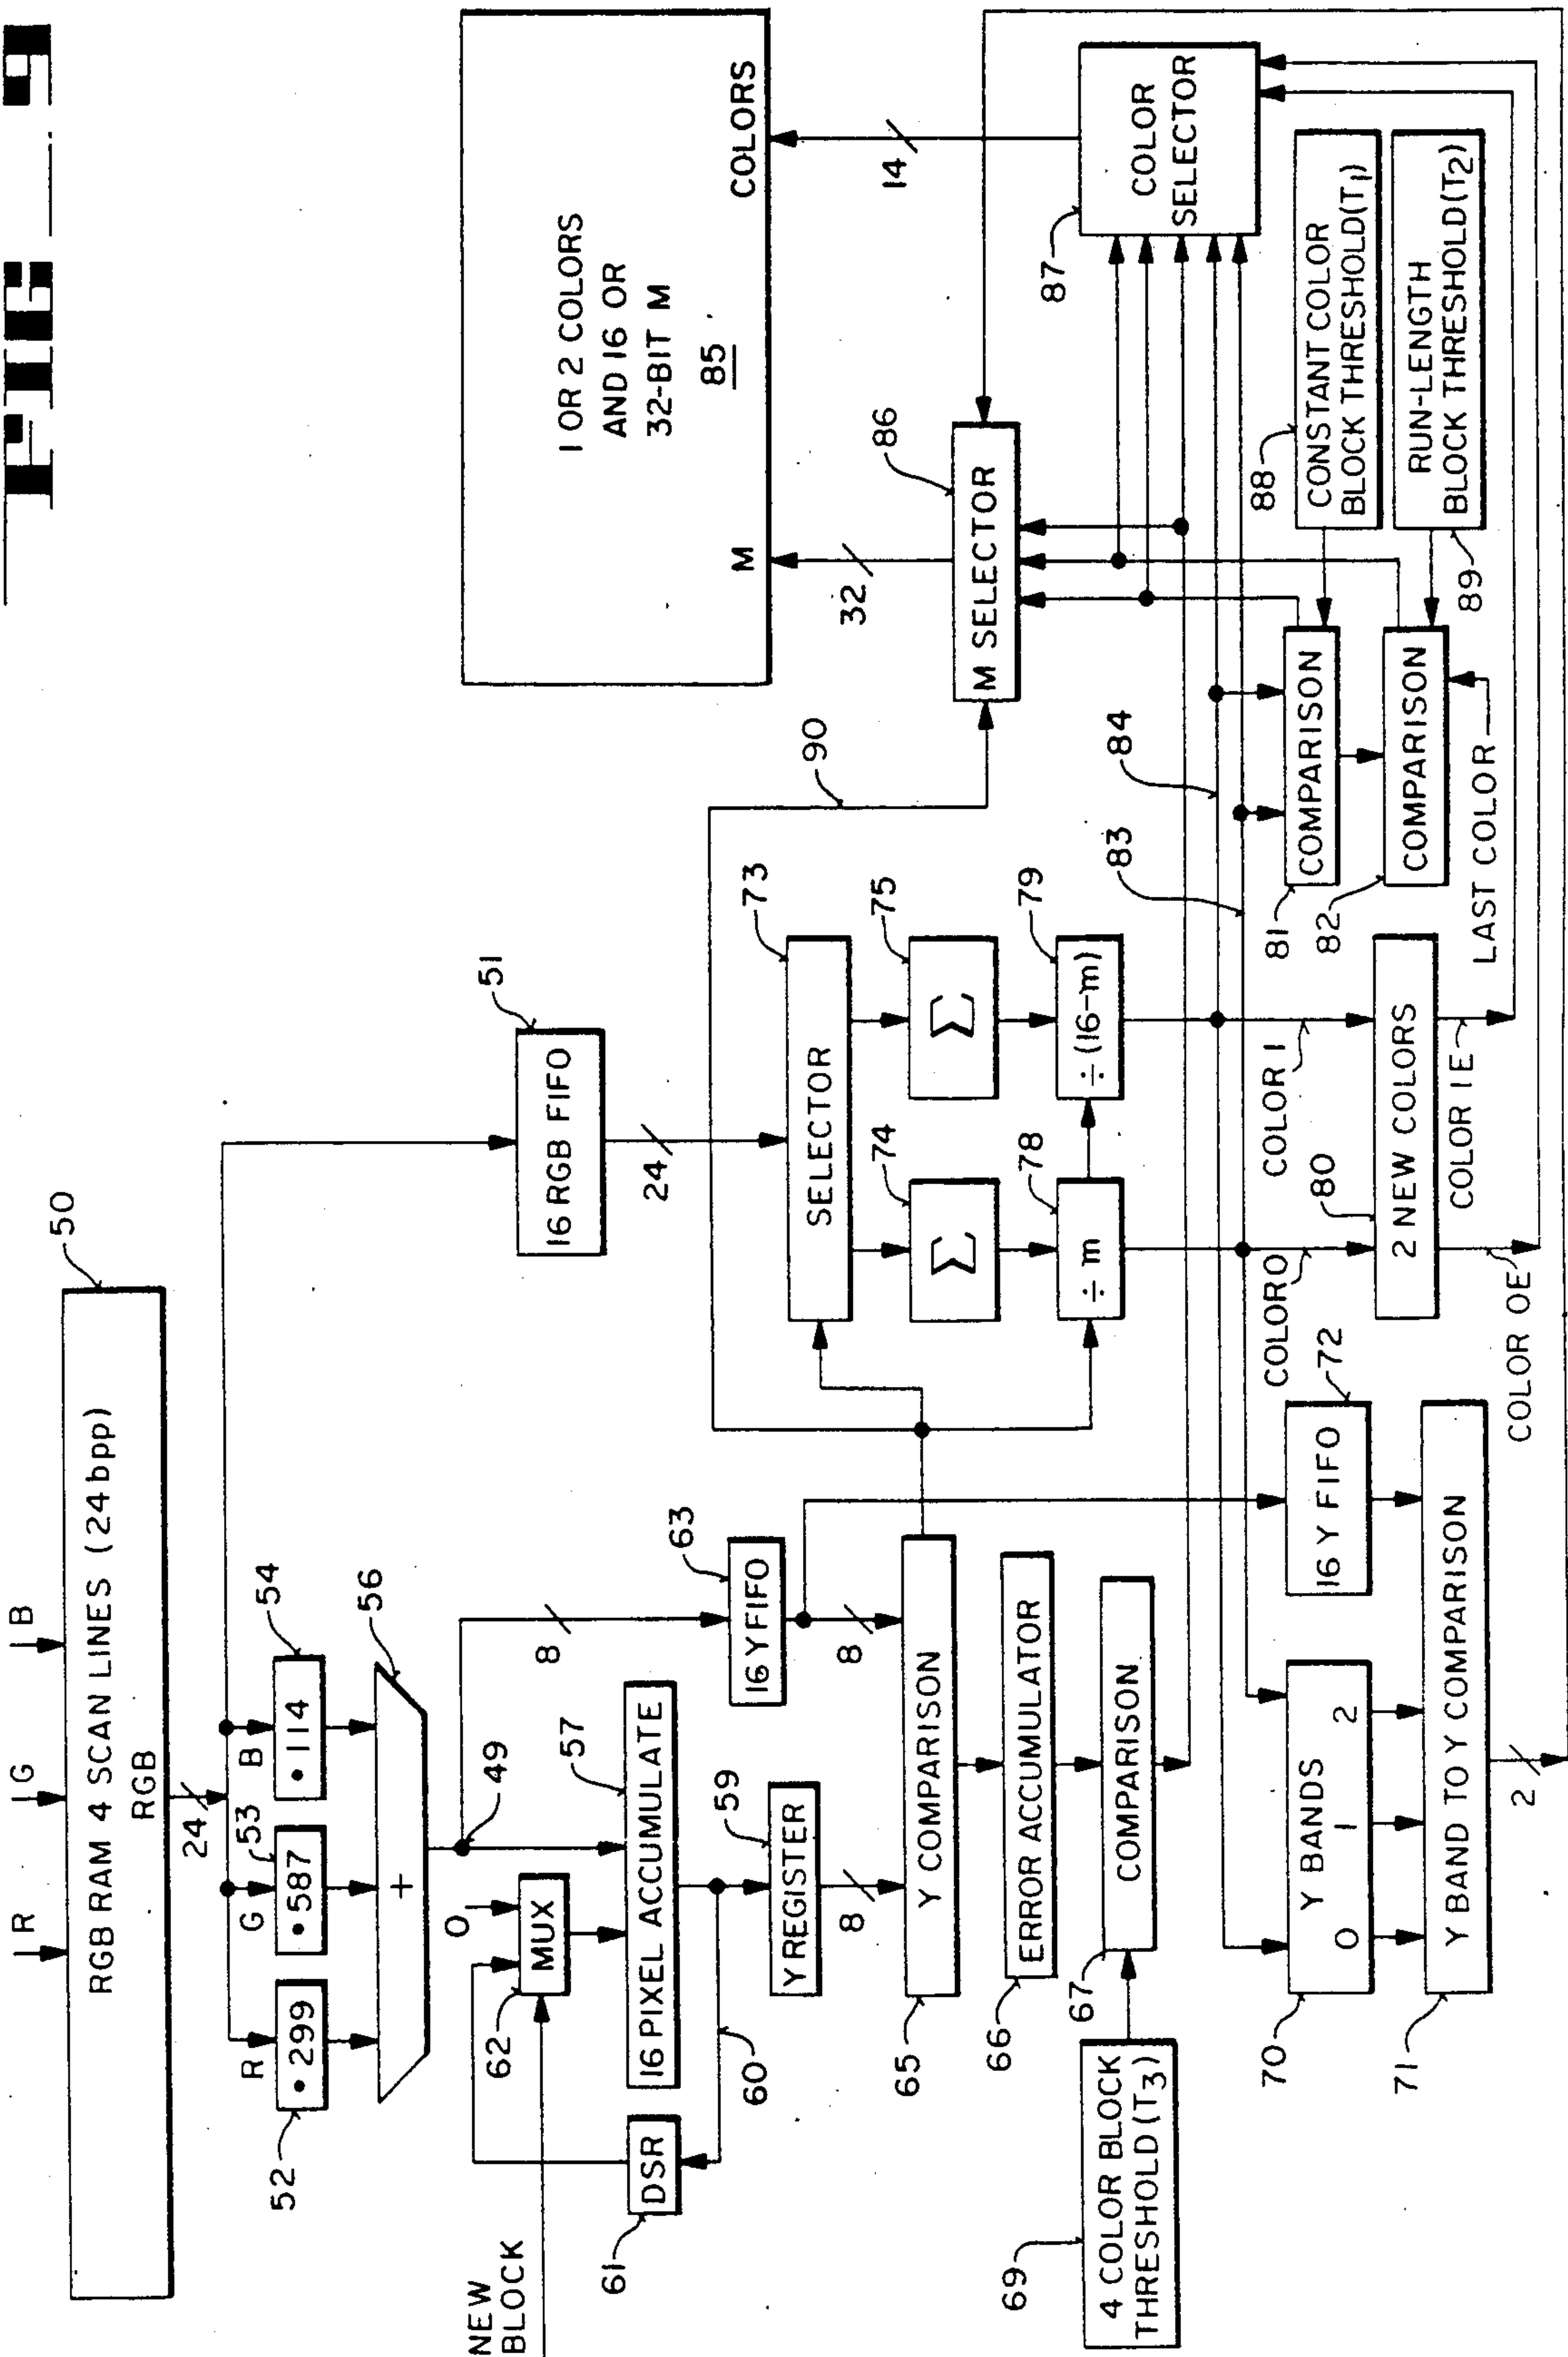 FIG 9
R
G
B
50
RGB RAM 4 SCAN LINES (24bpp)
RGB
24
R
G
B
52
53
54
•299
•587
•114
56
+
49
NEW
BLOCK
62
MUX
0
57
16 PIXEL ACCUMULATE
61
DSR
60
59
Y REGISTER
8
8
63
16 Y FIFO
8
65
Y COMPARISON
66
ERROR ACCUMULATOR
67
COMPARISON
69
4 COLOR BLOCK
THRESHOLD (T3)
70
Y BANDS
0
1
2
71
Y BAND TO Y COMPARISON
2
72
16 Y FIFO
51
16 RGB FIFO
24
73
SELECTOR
74
Σ
75
Σ
78
÷ m
79
÷(16-m)
COLOR 0
COLOR 1
80
2 NEW COLORS
COLOR 0E
COLOR 1E
83
84
90
81
COMPARISON
82
COMPARISON
LAST COLOR
88
CONSTANT COLOR
BLOCK THRESHOLD(T1)
89
RUN-LENGTH
BLOCK THRESHOLD(T2)
86
M SELECTOR
32
87
COLOR
SELECTOR
14
1 OR 2 COLORS
AND 16 OR
32-BIT M
85
M
COLORS